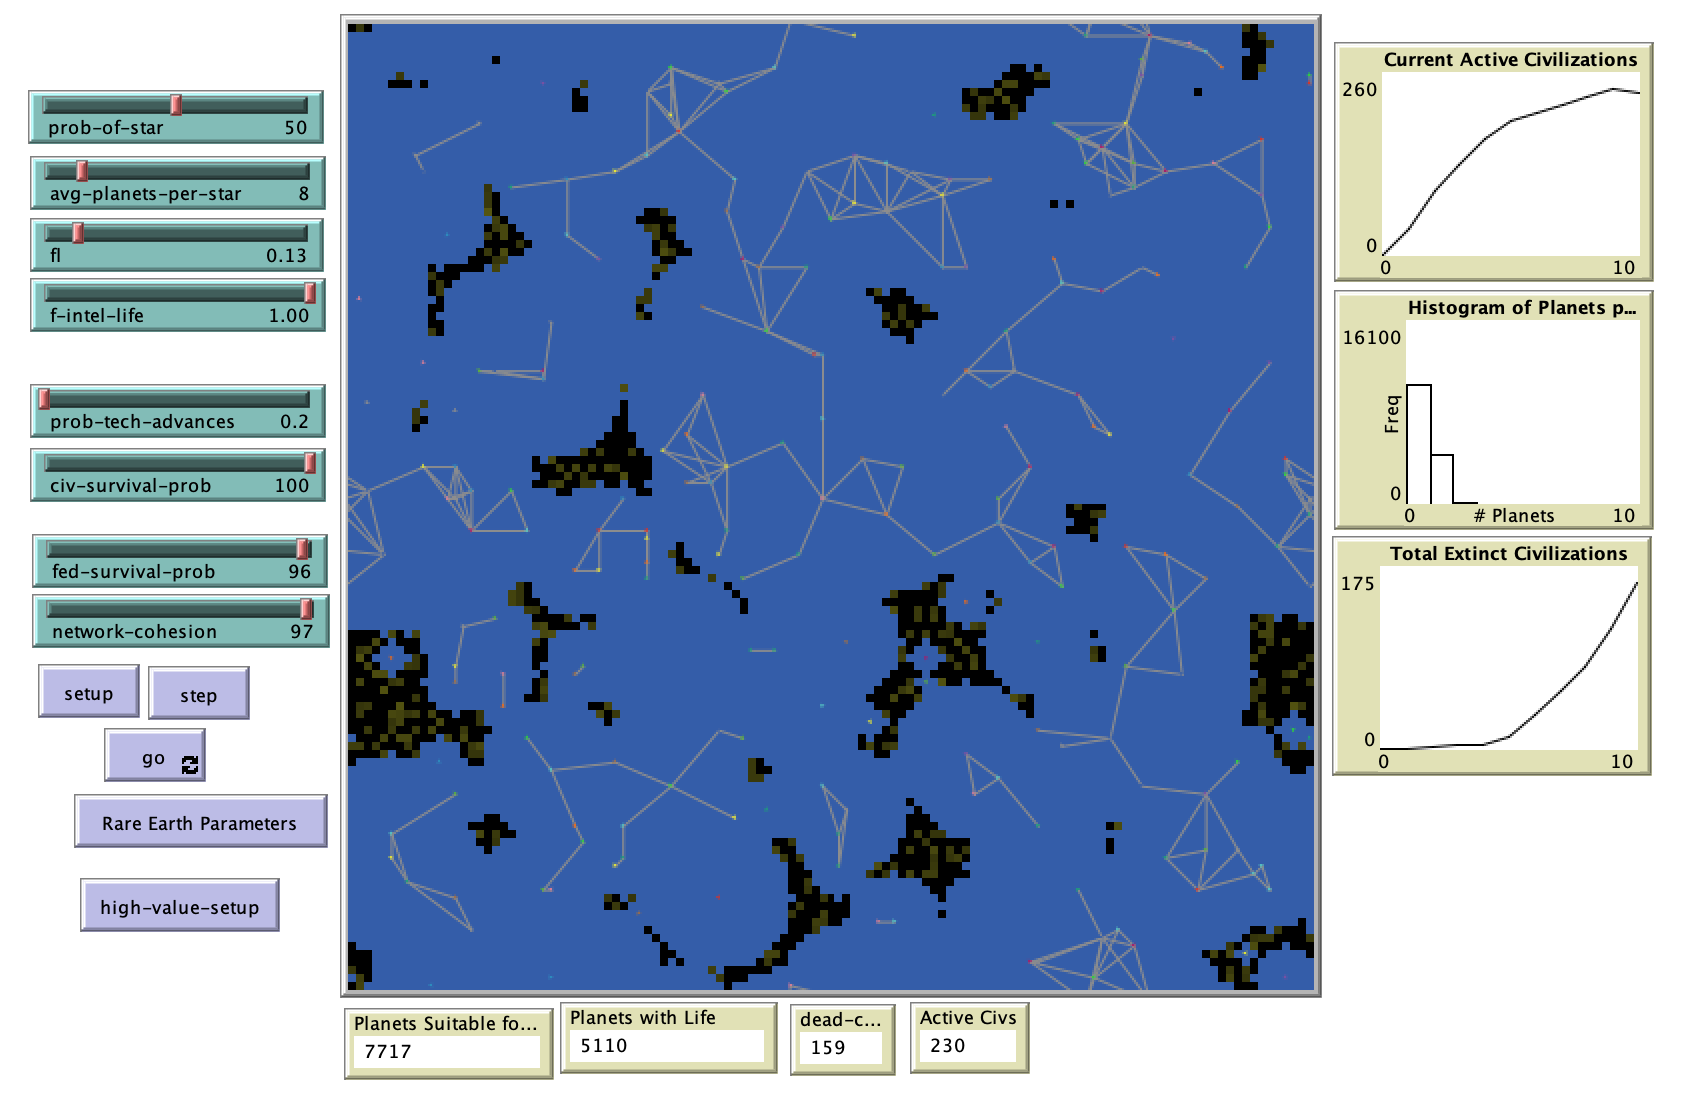 prob-of-star 50
avg-planets-per-star 8
fl 0.13
f-intel-life 1.00
prob-tech-advances 0.2
civ-survival-prob 100
fed-survival-prob 96
network-cohesion 97
setup
step
go
Rare Earth Parameters
high-value-setup
Current Active Civilizations
260
0
0 10
Histogram of Planets p...
16100
Freq
0
0 # Planets 10
Total Extinct Civilizations
175
0
0 10
Planets Suitable fo...
7717
Planets with Life
5110
dead-c...
159
Active Civs
230